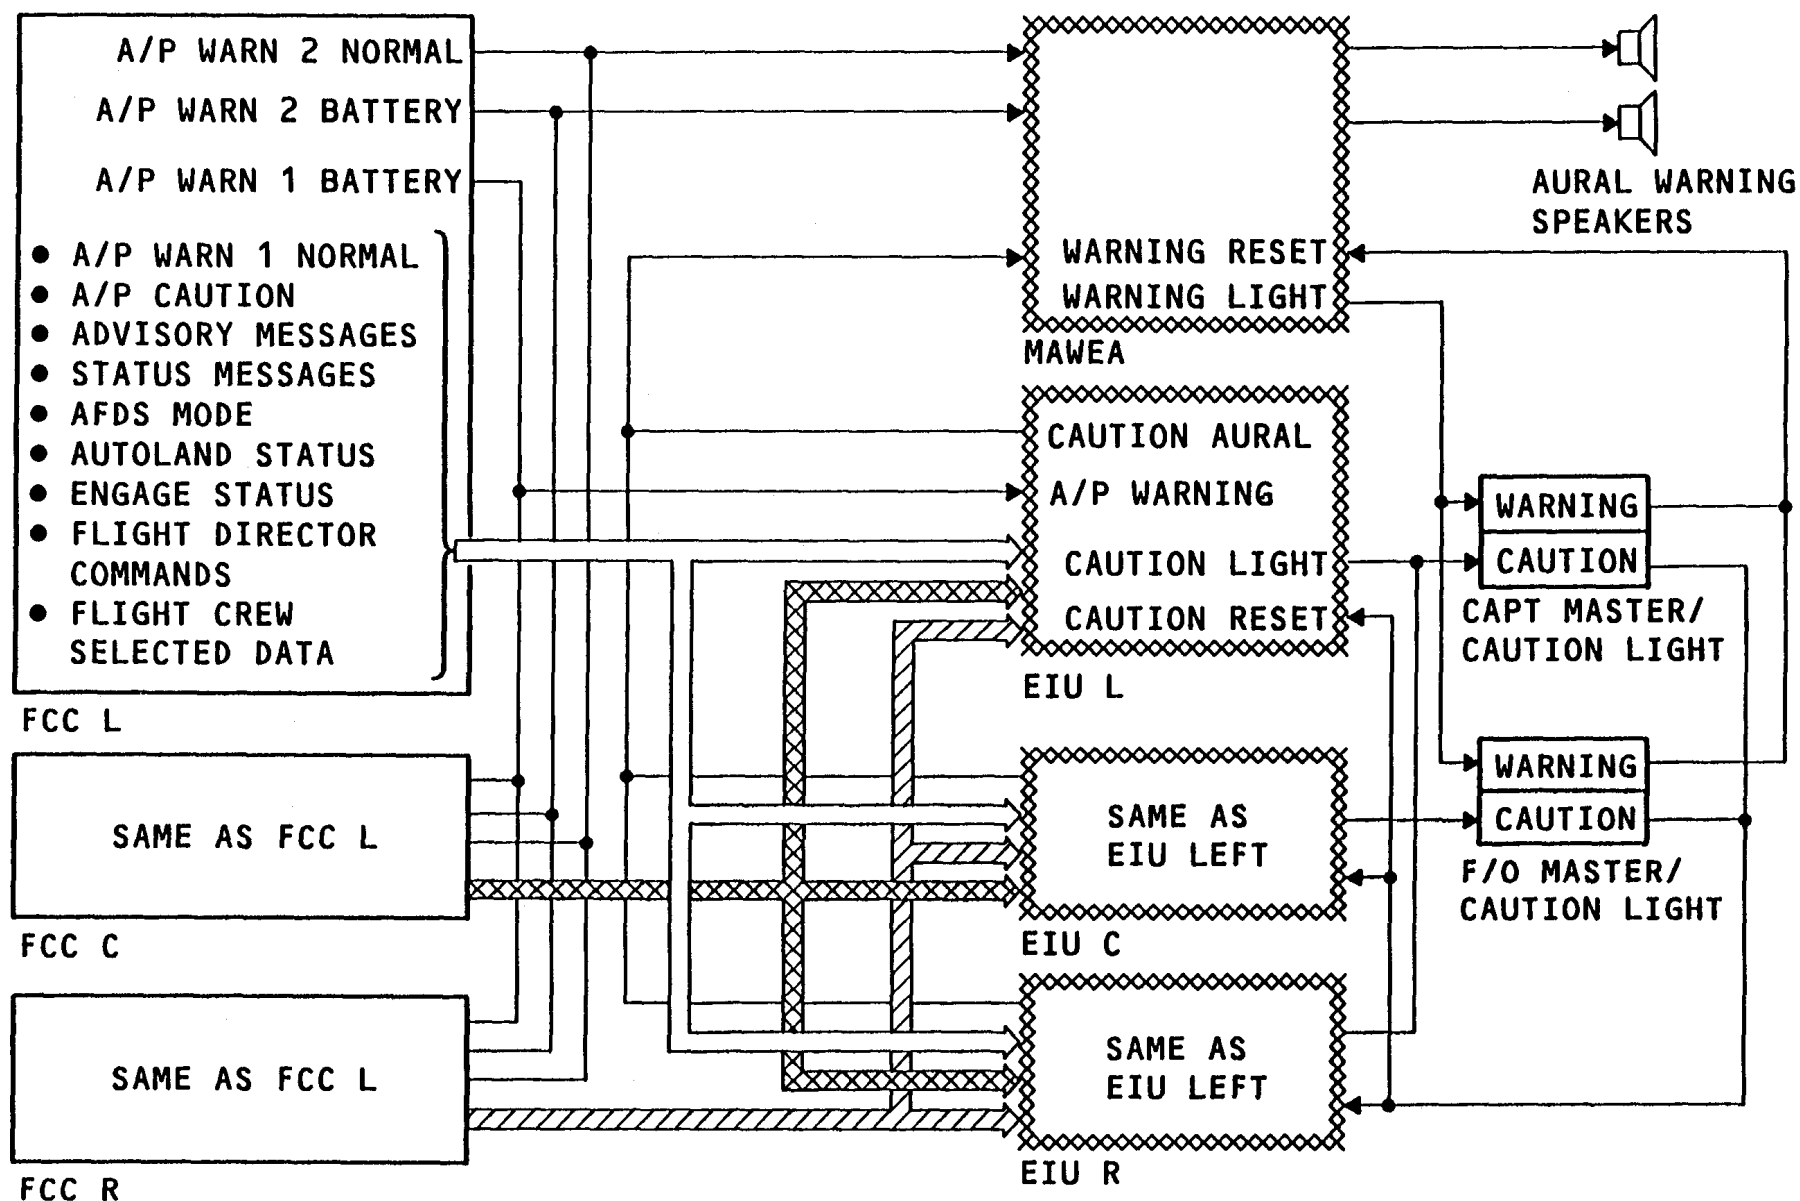 A/P WARN 2 NORMAL
A/P WARN 2 BATTERY
A/P WARN 1 BATTERY
● A/P WARN 1 NORMAL
● A/P CAUTION
● ADVISORY MESSAGES
● STATUS MESSAGES
● AFDS MODE
● AUTOLAND STATUS
● ENGAGE STATUS
● FLIGHT DIRECTOR
COMMANDS
● FLIGHT CREW
SELECTED DATA
FCC L
SAME AS FCC L
FCC C
SAME AS FCC L
FCC R
WARNING RESET
WARNING LIGHT
MAWEA
CAUTION AURAL
A/P WARNING
CAUTION LIGHT
CAUTION RESET
EIU L
SAME AS
EIU LEFT
EIU C
SAME AS
EIU LEFT
EIU R
AURAL WARNING
SPEAKERS
WARNING
CAUTION
CAPT MASTER/
CAUTION LIGHT
WARNING
CAUTION
F/O MASTER/
CAUTION LIGHT